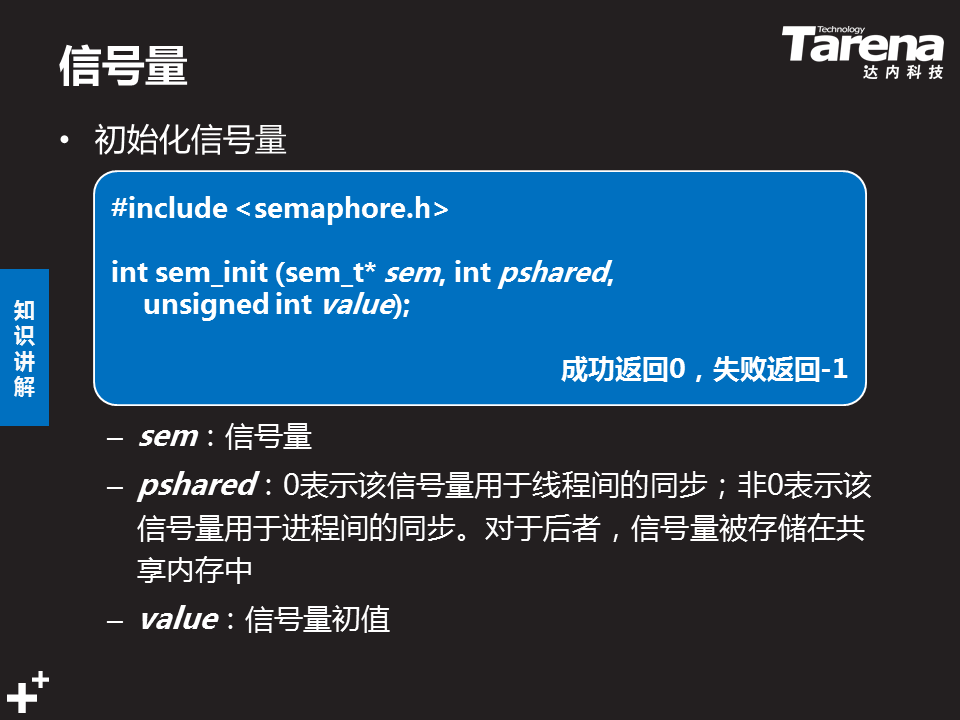 信号量
Technology
Tarena
达内科技
• 初始化信号量
#include <semaphore.h>
int sem_init (sem_t* sem, int pshared,
unsigned int value);
成功返回0，失败返回-1
知识讲解
– sem：信号量
– pshared：0表示该信号量用于线程间的同步；非0表示该
信号量用于进程间的同步。对于后者，信号量被存储在共
享内存中
– value：信号量初值